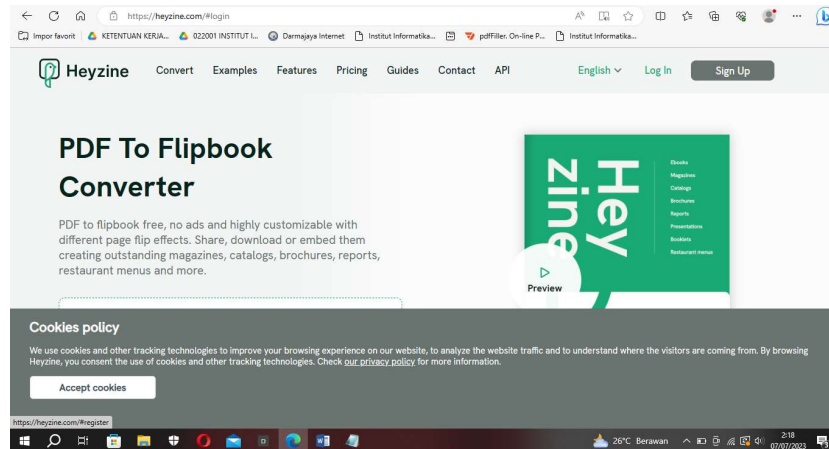 https://heyzine.com/#login
Impor favorit
KETENTUAN KERJA...
022001 INSTITUT I...
Darmajaya Internet
Institut Informatika...
pdfFiller. On-line P...
Institut Informatika...
Heyzine
Convert
Examples
Features
Pricing
Guides
Contact
API
English
Log In
Sign Up
PDF To Flipbook
Converter
PDF to flipbook free, no ads and highly customizable with
different page flip effects. Share, download or embed them
creating outstanding magazines, catalogs, brochures, reports,
restaurant menus and more.
Hey
zine
Ebooks
Magazines
Catalogs
Brochures
Reports
Presentations
Booklets
Restaurant menus
Preview
Cookies policy
We use cookies and other tracking technologies to improve your browsing experience on our website, to analyze the website traffic and to understand where the visitors are coming from. By browsing
Heyzine, you consent the use of cookies and other tracking technologies. Check our privacy policy for more information.
Accept cookies
https://heyzine.com/#register
26°C Berawan
2:18
07/07/2023